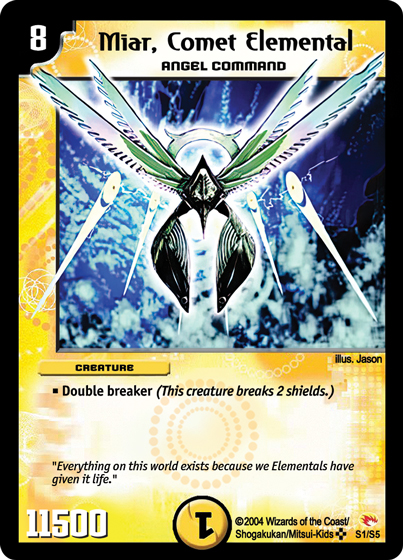 8
Miar, Comet Elemental
ANGEL COMMAND
illus. Jason
CREATURE
▪ Double breaker (This creature breaks 2 shields.)
"Everything on this world exists because we Elementals have
given it life."
11500
1
©2004 Wizards of the Coast/
Shogakukan/Mitsui-Kids
S1/S5